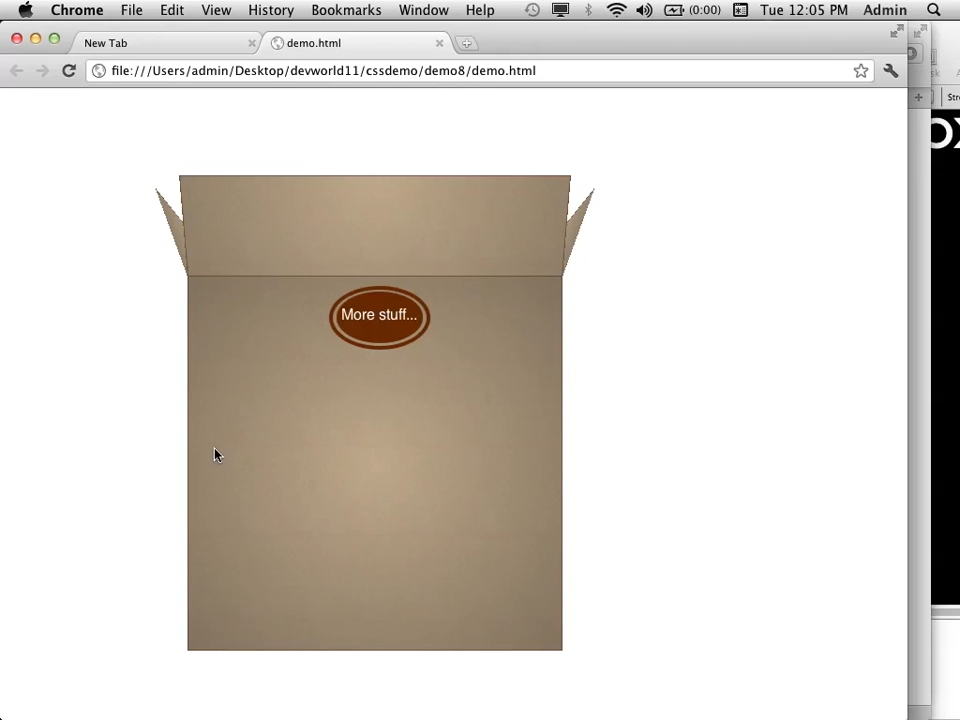 Chrome File Edit View History Bookmarks Window Help (0:00) Tue 12:05 PM Admin
New Tab demo.html
file:///Users/admin/Desktop/devworld11/cssdemo/demo8/demo.html
More stuff...